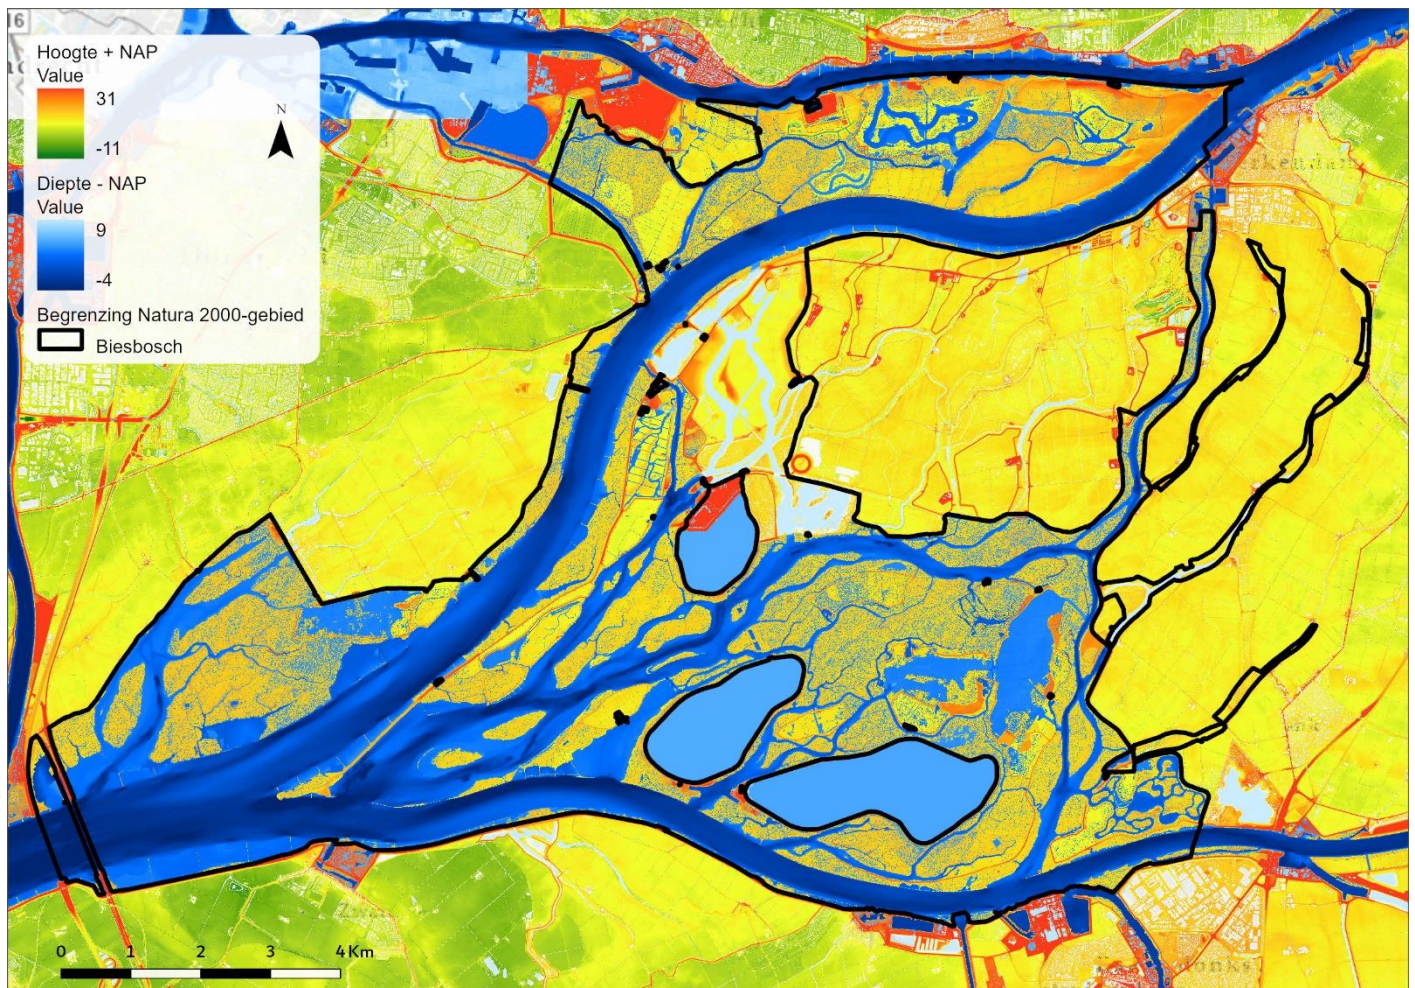 Hoogte + NAP
Value
31
-11
Diepte - NAP
Value
9
-4
Begrenzing Natura 2000-gebied
Biesbosch
N
0 1 2 3 4 Km